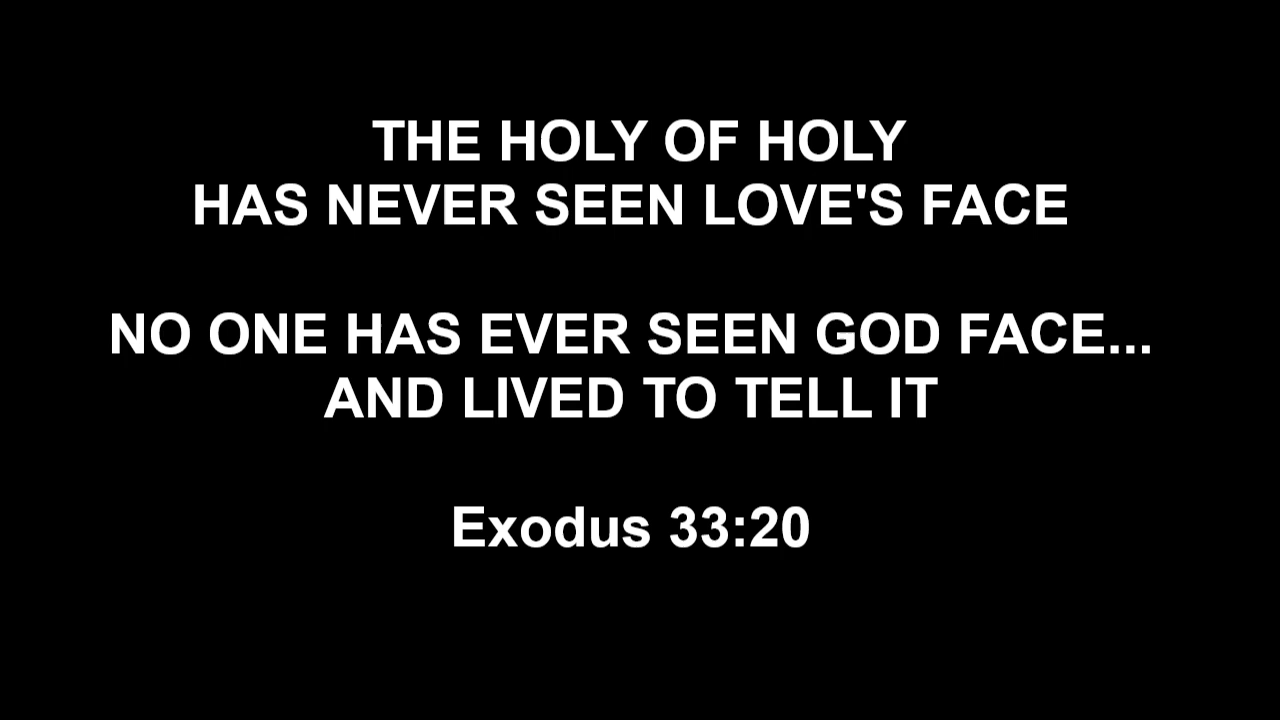 THE HOLY OF HOLY
HAS NEVER SEEN LOVE'S FACE
NO ONE HAS EVER SEEN GOD FACE...
AND LIVED TO TELL IT
Exodus 33:20